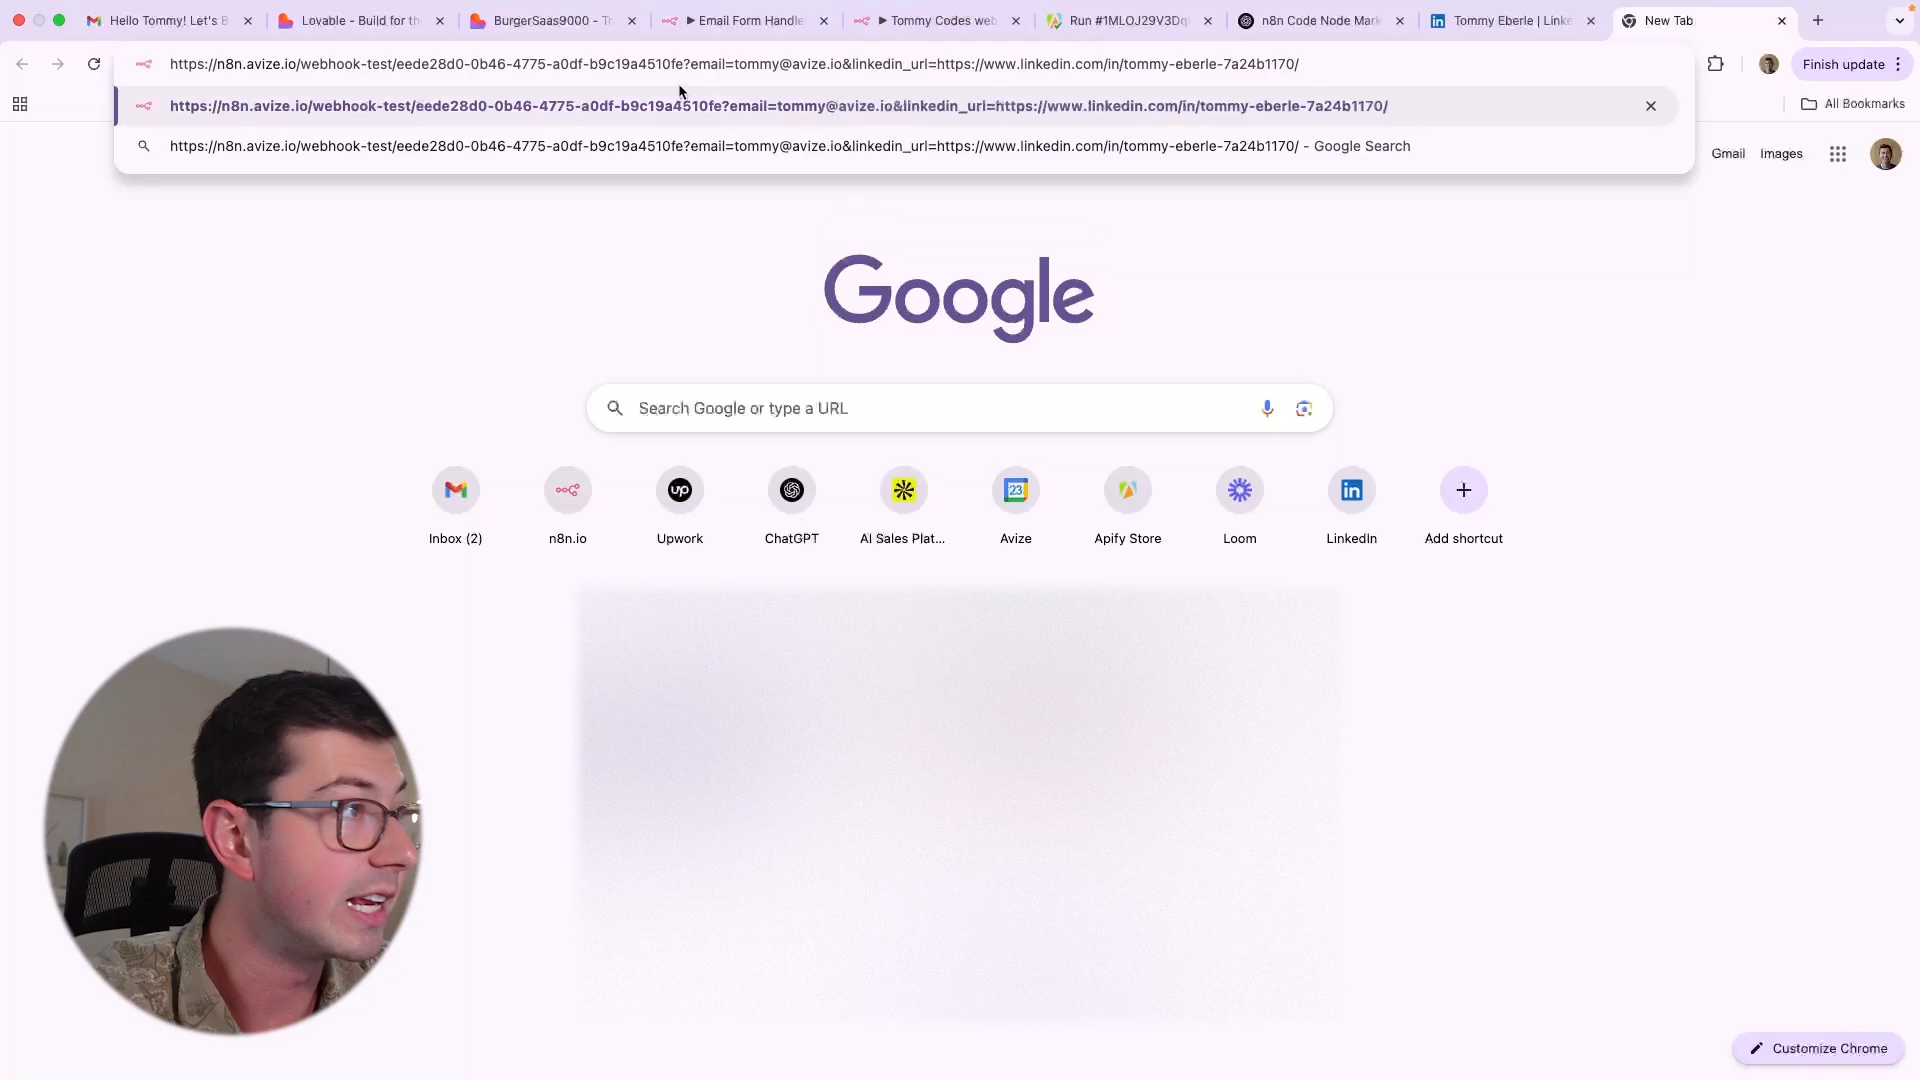 Hello Tommy! Let's B
Lovable - Build for th
BurgerSaas9000 - Tr
▶ Email Form Handle
▶ Tommy Codes web
Run #1MLOJ29V3Dq
n8n Code Node Mark
Tommy Eberle | Linke
New Tab
https://n8n.avize.io/webhook-test/eede28d0-0b46-4775-a0df-b9c19a4510fe?email=tommy@avize.io&linkedin_url=https://www.linkedin.com/in/tommy-eberle-7a24b1170/
Finish update
https://n8n.avize.io/webhook-test/eede28d0-0b46-4775-a0df-b9c19a4510fe?email=tommy@avize.io&linkedin_url=https://www.linkedin.com/in/tommy-eberle-7a24b1170/
All Bookmarks
https://n8n.avize.io/webhook-test/eede28d0-0b46-4775-a0df-b9c19a4510fe?email=tommy@avize.io&linkedin_url=https://www.linkedin.com/in/tommy-eberle-7a24b1170/ - Google Search
Gmail
Images
Google
Search Google or type a URL
up
23
in
Inbox (2)
n8n.io
Upwork
ChatGPT
AI Sales Plat...
Avize
Apify Store
Loom
LinkedIn
Add shortcut
Customize Chrome